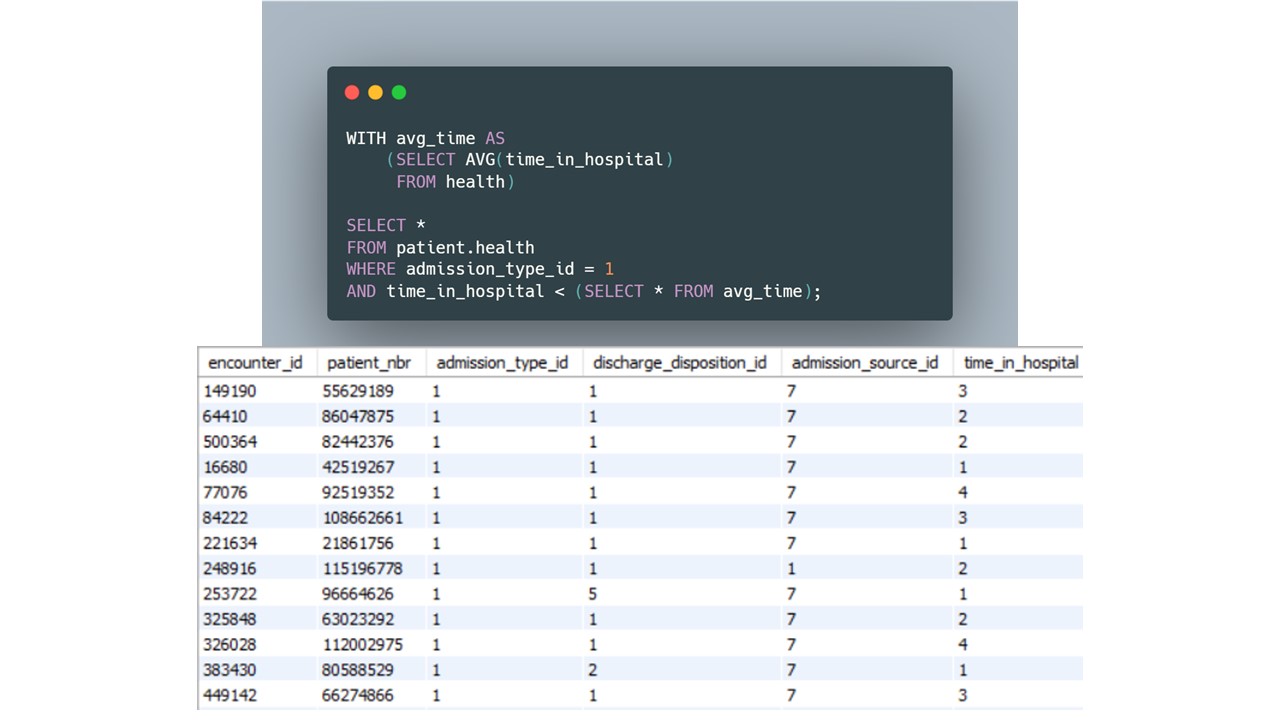 WITH avg_time AS
(SELECT AVG(time_in_hospital)
FROM health)
SELECT *
FROM patient.health
WHERE admission_type_id = 1
AND time_in_hospital < (SELECT * FROM avg_time);
encounter_id patient_nbr admission_type_id discharge_disposition_id admission_source_id time_in_hospital
149190 55629189 1 1 7 3
64410 86047875 1 1 7 2
500364 82442376 1 1 7 2
16680 42519267 1 1 7 1
77076 92519352 1 1 7 4
84222 108662661 1 1 7 3
221634 21861756 1 1 7 1
248916 115196778 1 1 1 2
253722 96664626 1 5 7 1
325848 63023292 1 1 7 2
326028 112002975 1 1 7 4
383430 80588529 1 2 7 1
449142 66274866 1 1 7 3